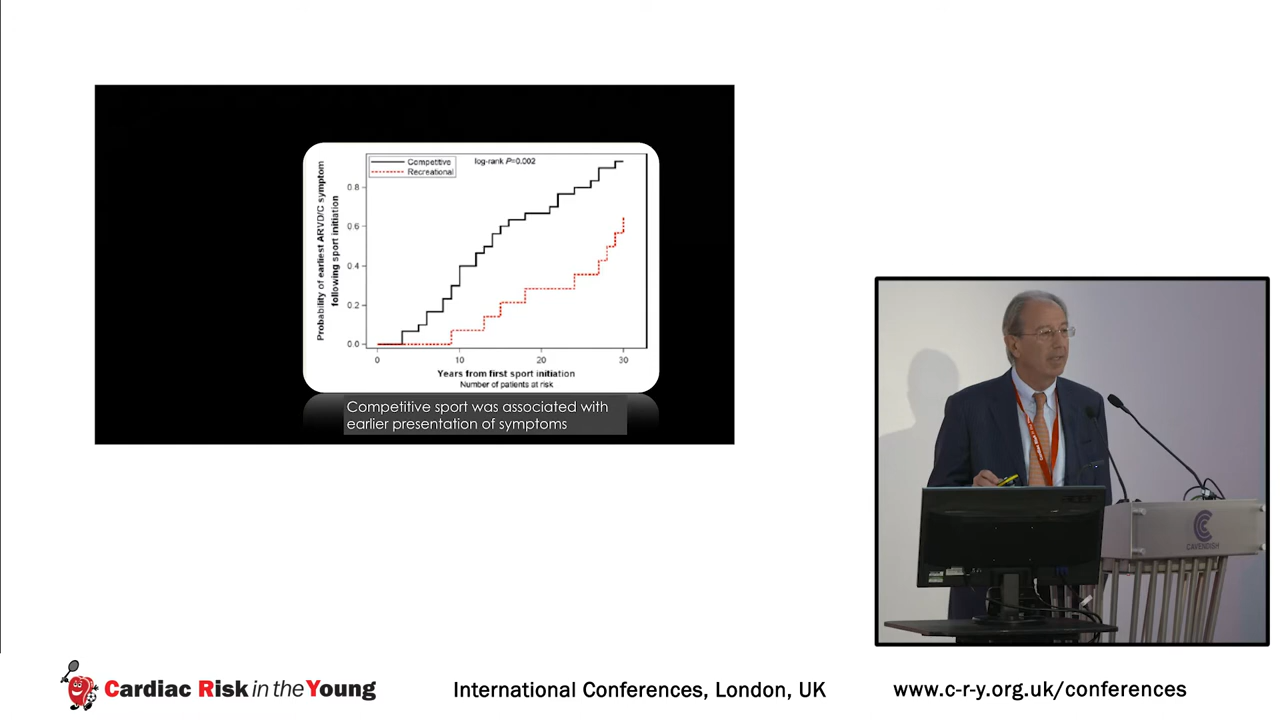 Competitive
Recreational
log-rank P=0.002
Probability of earliest ARVD/C symptom
following sport initiation
0.8
0.6
0.4
0.2
0.0
0 10 20 30
Years from first sport initiation
Number of patients at risk
Competitive sport was associated with
earlier presentation of symptoms
CAVENDISH
Cardiac Risk in the Young
International Conferences, London, UK
www.c-r-y.org.uk/conferences